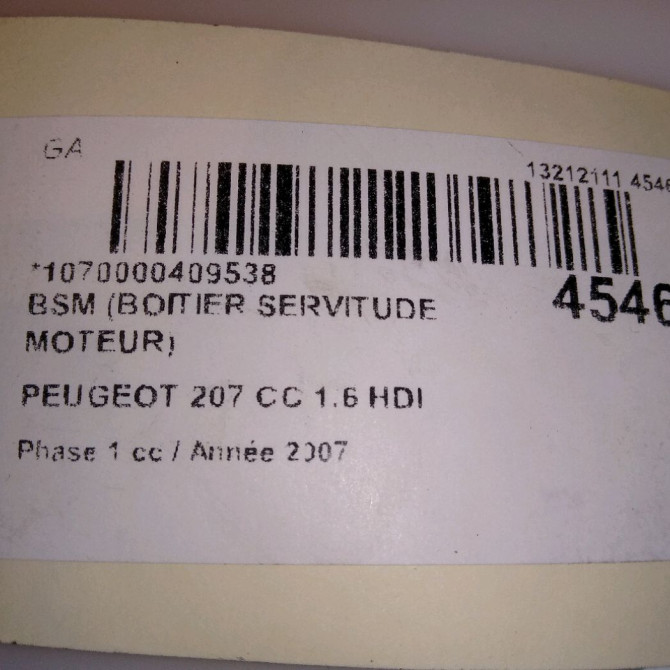 GA
13212111 4546
*1070000409538
BSM (BOITIER SERVITUDE
4546
MOTEUR)
PEUGEOT 207 CC 1.6 HDI
Phase 1 cc / Année 2007